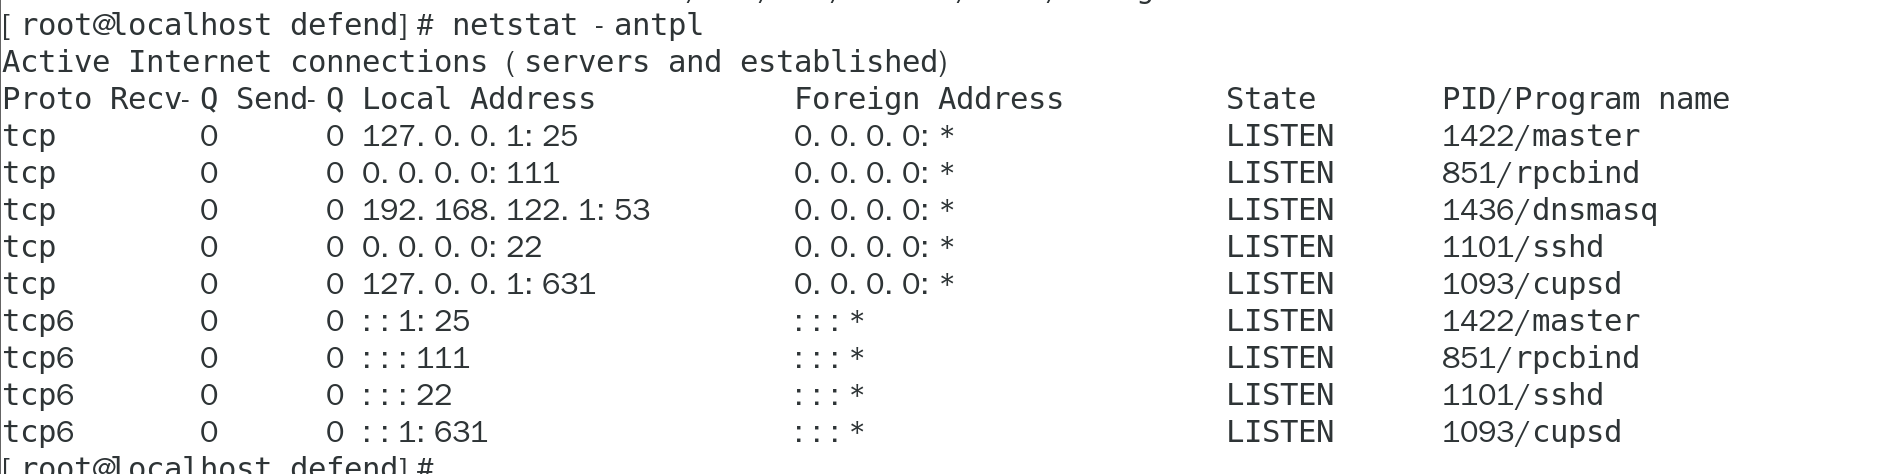 [root@localhost defend]# netstat -antpl
Active Internet connections (servers and established)
Proto Recv-Q Send-Q Local Address           Foreign Address         State       PID/Program name
tcp        0      0 127.0.0.1:25            0.0.0.0:*               LISTEN      1422/master
tcp        0      0 0.0.0.0:111             0.0.0.0:*               LISTEN      851/rpcbind
tcp        0      0 192.168.122.1:53        0.0.0.0:*               LISTEN      1436/dnsmasq
tcp        0      0 0.0.0.0:22              0.0.0.0:*               LISTEN      1101/sshd
tcp        0      0 127.0.0.1:631           0.0.0.0:*               LISTEN      1093/cupsd
tcp6       0      0 ::1:25                  :::*                    LISTEN      1422/master
tcp6       0      0 :::111                  :::*                    LISTEN      851/rpcbind
tcp6       0      0 :::22                   :::*                    LISTEN      1101/sshd
tcp6       0      0 ::1:631                 :::*                    LISTEN      1093/cupsd
[root@localhost defend]#